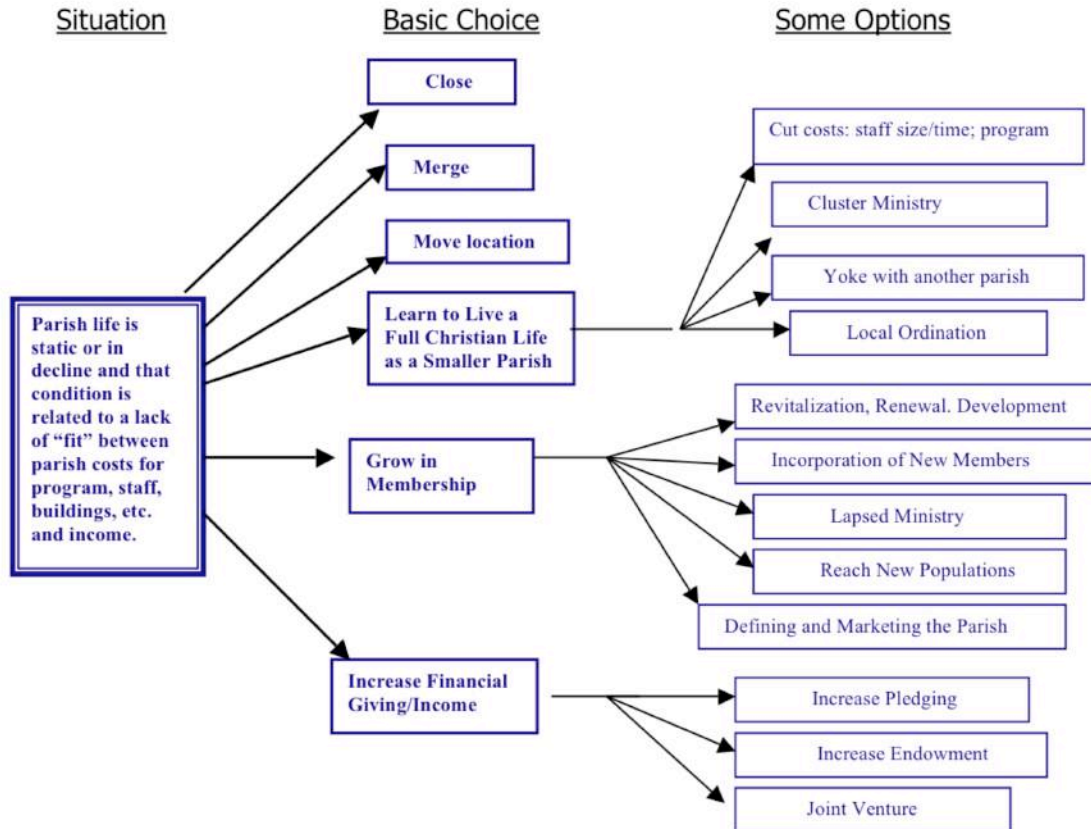 Situation
Basic Choice
Some Options
Close
Merge
Move location
Learn to Live a
Full Christian Life
as a Smaller Parish
Grow in
Membership
Increase Financial
Giving/Income
Parish life is
static or in
decline and that
condition is
related to a lack
of “fit” between
parish costs for
program, staff,
buildings, etc.
and income.
Cut costs: staff size/time; program
Cluster Ministry
Yoke with another parish
Local Ordination
Revitalization, Renewal. Development
Incorporation of New Members
Lapsed Ministry
Reach New Populations
Defining and Marketing the Parish
Increase Pledging
Increase Endowment
Joint Venture